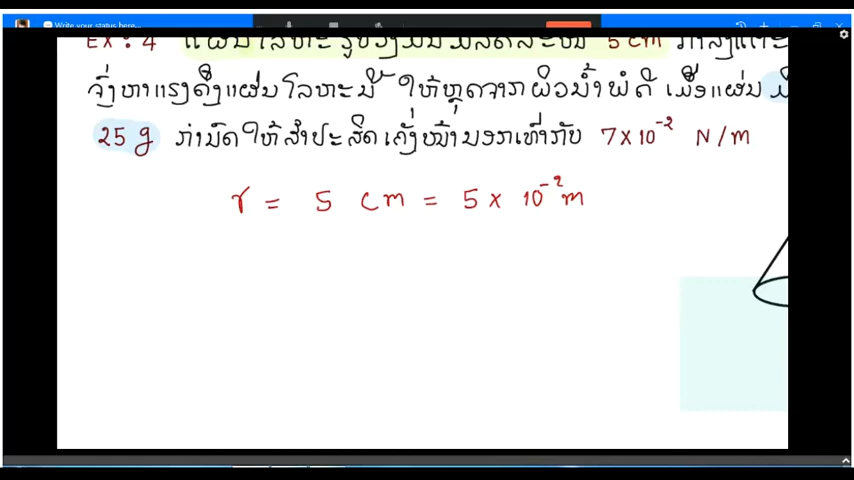 Write your status here...
Ex : 4 ແຜ່ນໂລຫະຮູບວົງມົນ ມີລັດສະໝີ 5 cm
ຈົ່ງຫາແຮງດຶງແຜ່ນໂລຫະນີ້ ໃຫ້ຫຼຸດຈາກຜິວນ້ຳພໍດີ ເມື່ອແຜ່ນ ມີ
25 g ກຳນົດໃຫ້ສຳປະສິດເຄັ່ງໜ້ານອກເທົ່າກັບ 7×10⁻² N/m
r = 5 cm = 5 × 10⁻² m